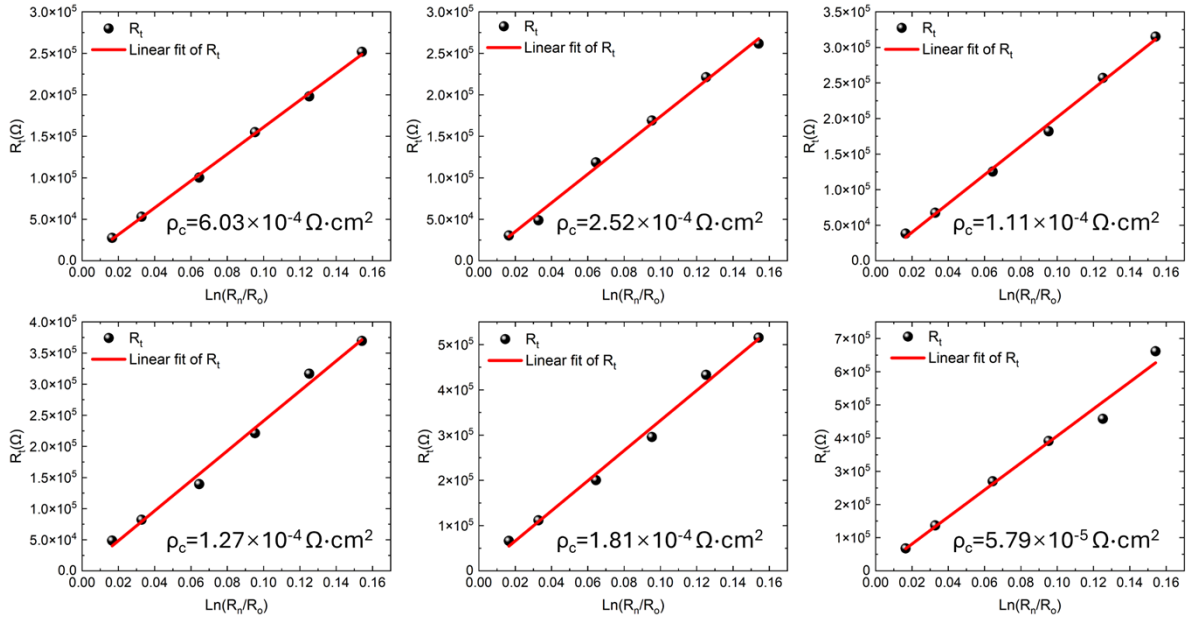 3.0×10⁵
2.5×10⁵
2.0×10⁵
1.5×10⁵
1.0×10⁵
5.0×10⁴
0.0
Rₜ(Ω)
Rₜ
Linear fit of Rₜ
ρ꜀=6.03×10⁻⁴ Ω·cm²
0.00 0.02 0.04 0.06 0.08 0.10 0.12 0.14 0.16
Ln(Rₙ/Rₒ)
3.0×10⁵
2.5×10⁵
2.0×10⁵
1.5×10⁵
1.0×10⁵
5.0×10⁴
0.0
Rₜ(Ω)
Rₜ
Linear fit of Rₜ
ρ꜀=2.52×10⁻⁴ Ω·cm²
0.00 0.02 0.04 0.06 0.08 0.10 0.12 0.14 0.16
Ln(Rₙ/Rₒ)
3.5×10⁵
3.0×10⁵
2.5×10⁵
2.0×10⁵
1.5×10⁵
1.0×10⁵
5.0×10⁴
0.0
Rₜ(Ω)
Rₜ
Linear fit of Rₜ
ρ꜀=1.11×10⁻⁴ Ω·cm²
0.00 0.02 0.04 0.06 0.08 0.10 0.12 0.14 0.16
Ln(Rₙ/Rₒ)
4.0×10⁵
3.5×10⁵
3.0×10⁵
2.5×10⁵
2.0×10⁵
1.5×10⁵
1.0×10⁵
5.0×10⁴
0.0
Rₜ(Ω)
Rₜ
Linear fit of Rₜ
ρ꜀=1.27×10⁻⁴ Ω·cm²
0.00 0.02 0.04 0.06 0.08 0.10 0.12 0.14 0.16
Ln(Rₙ/Rₒ)
5×10⁵
4×10⁵
3×10⁵
2×10⁵
1×10⁵
0
Rₜ(Ω)
Rₜ
Linear fit of Rₜ
ρ꜀=1.81×10⁻⁴ Ω·cm²
0.00 0.02 0.04 0.06 0.08 0.10 0.12 0.14 0.16
Ln(Rₙ/Rₒ)
7×10⁵
6×10⁵
5×10⁵
4×10⁵
3×10⁵
2×10⁵
1×10⁵
0
Rₜ(Ω)
Rₜ
Linear fit of Rₜ
ρ꜀=5.79×10⁻⁵ Ω·cm²
0.00 0.02 0.04 0.06 0.08 0.10 0.12 0.14 0.16
Ln(Rₙ/Rₒ)